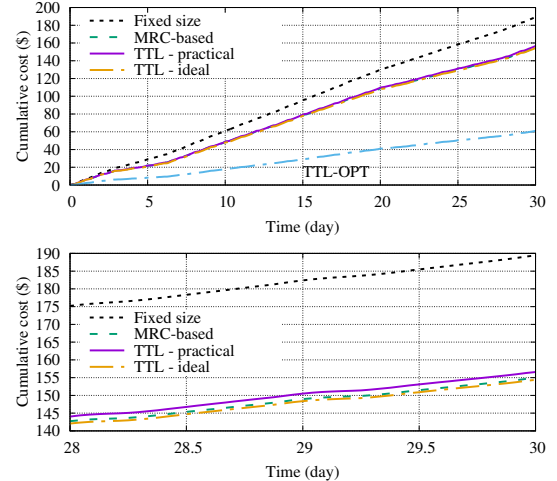 Cumulative cost ($)
200
180
160
140
120
100
80
60
40
20
0
Fixed size
MRC-based
TTL - practical
TTL - ideal
TTL-OPT
0 5 10 15 20 25 30
Time (day)
Cumulative cost ($)
190
185
180
175
170
165
160
155
150
145
140
Fixed size
MRC-based
TTL - practical
TTL - ideal
28 28.5 29 29.5 30
Time (day)